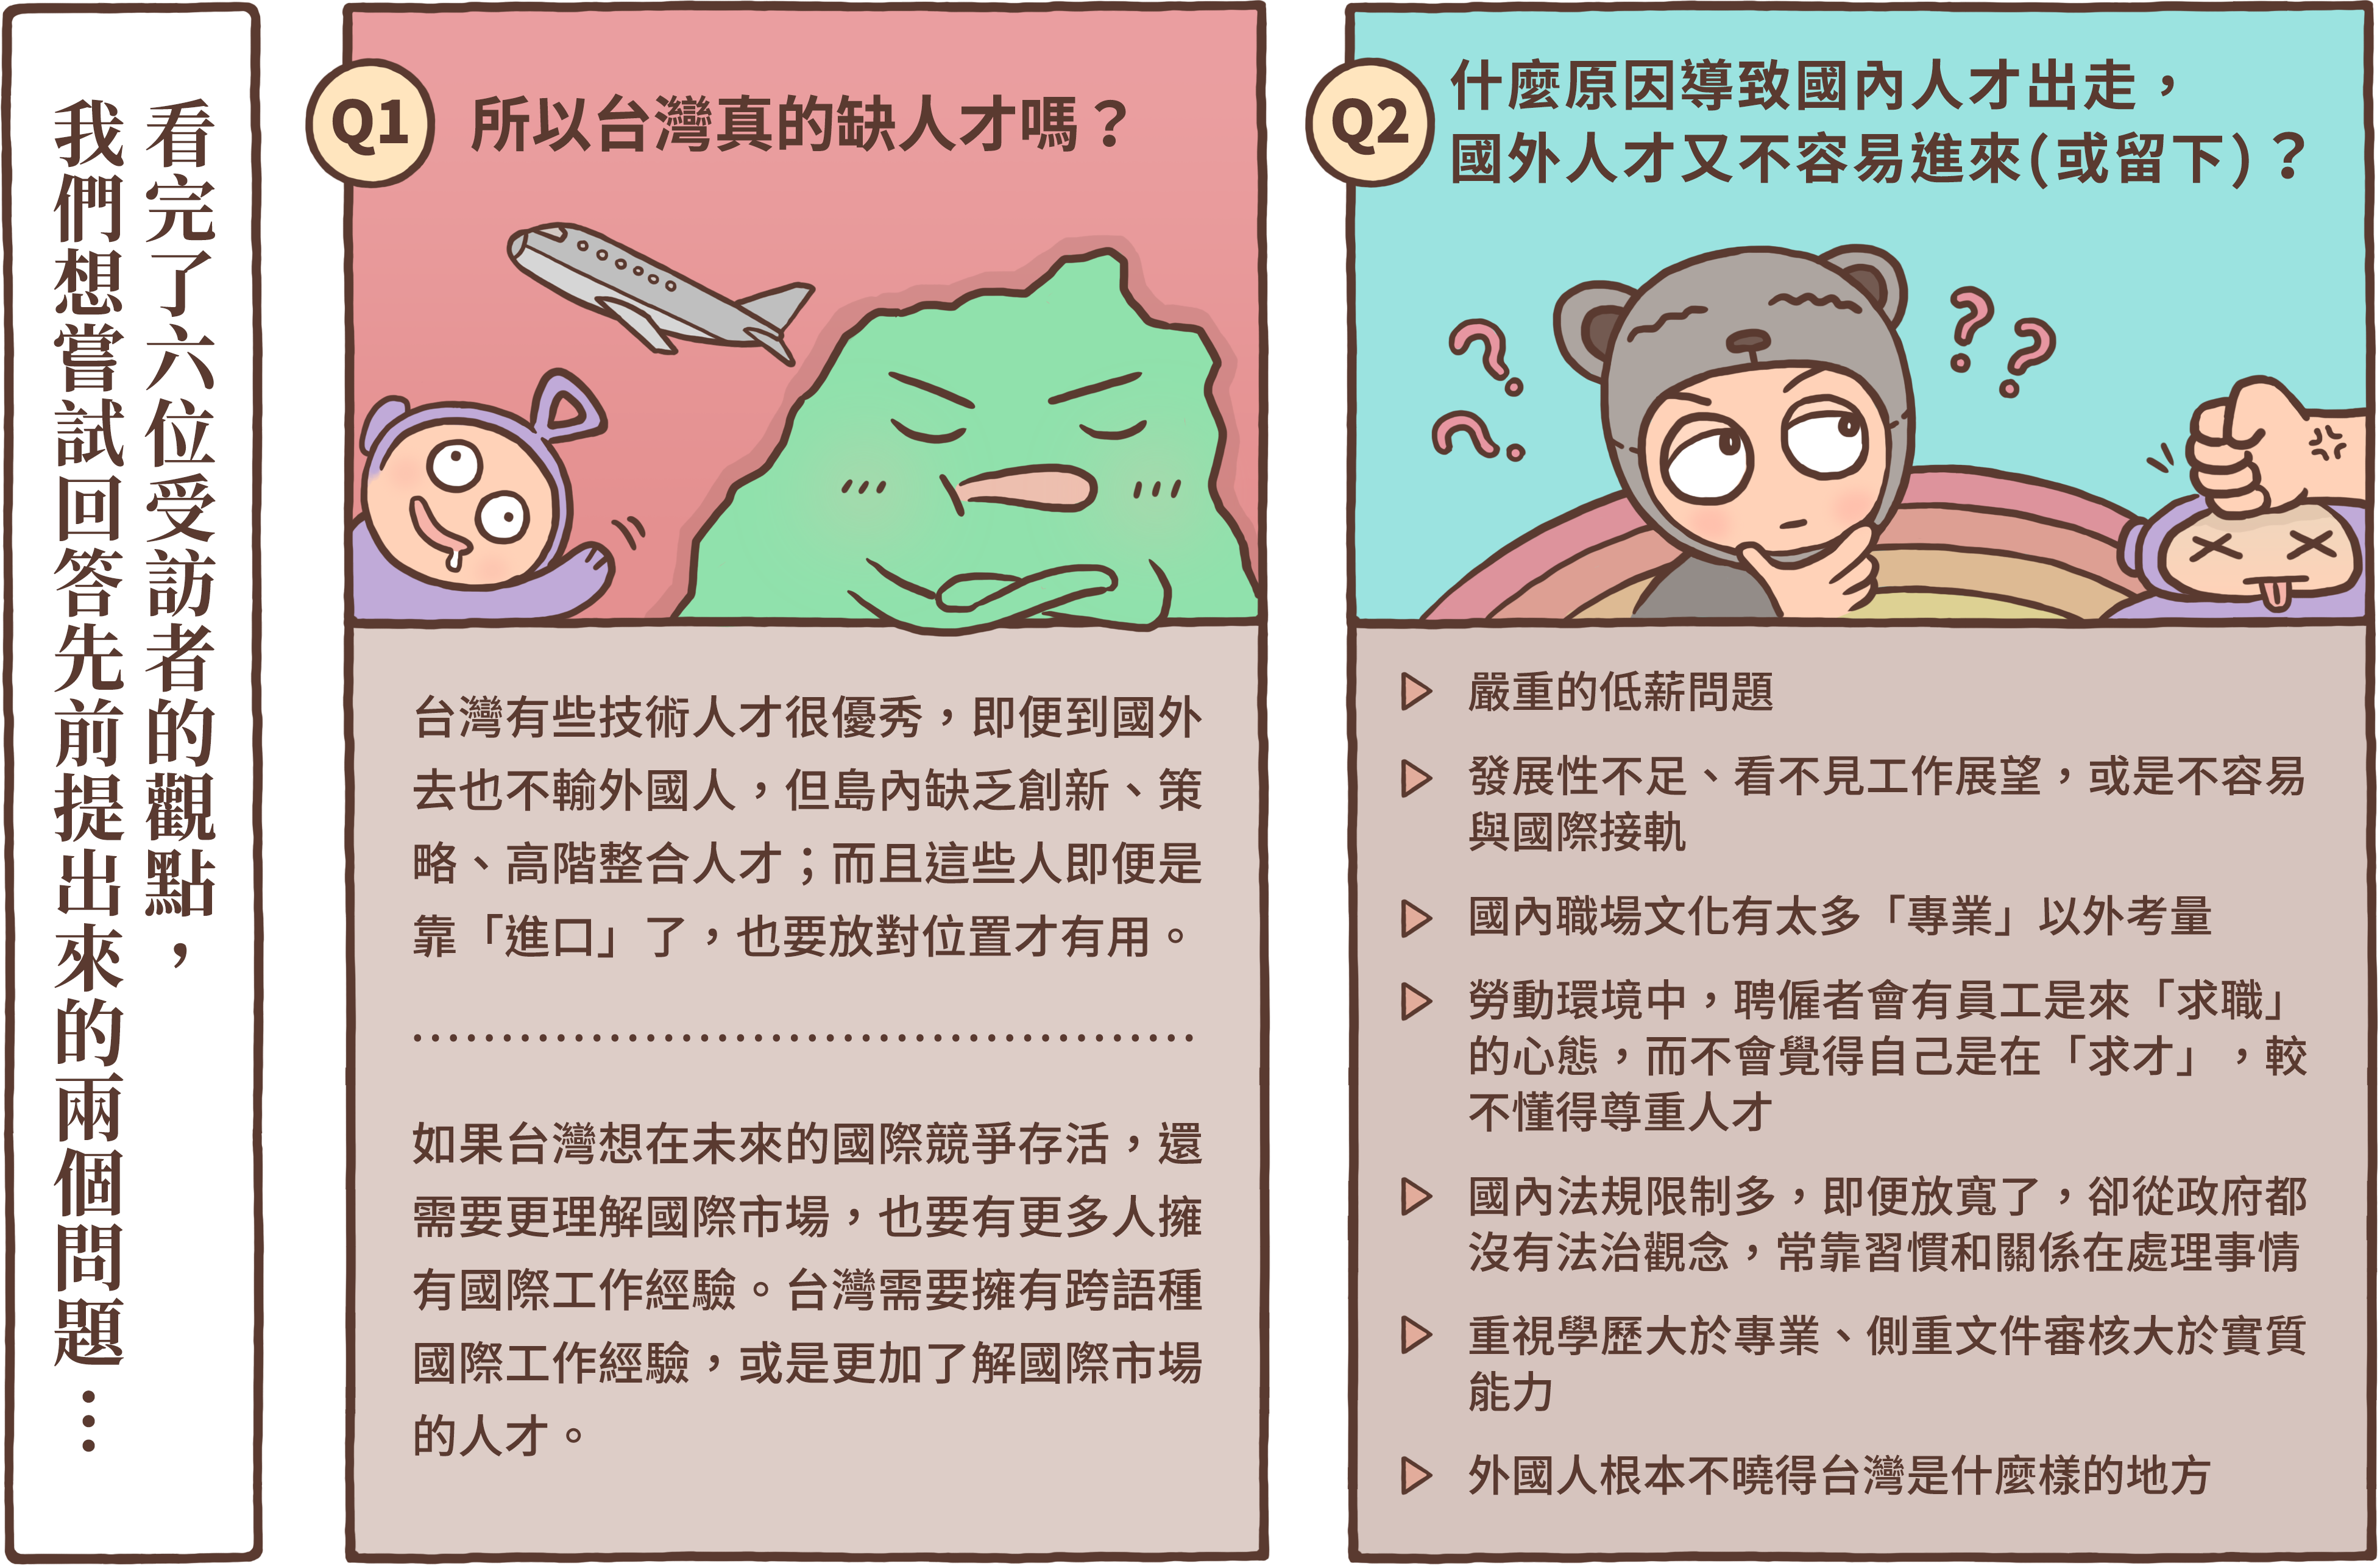 看完了六位受訪者的觀點，
我們想嘗試回答先前提出來的兩個問題…
Q1
所以台灣真的缺人才嗎？
台灣有些技術人才很優秀，即便到國外
去也不輸外國人，但島內缺乏創新、策
略、高階整合人才；而且這些人即便是
靠「進口」了，也要放對位置才有用。
如果台灣想在未來的國際競爭存活，還
需要更理解國際市場，也要有更多人擁
有國際工作經驗。台灣需要擁有跨語種
國際工作經驗，或是更加了解國際市場
的人才。
Q2
什麼原因導致國內人才出走，
國外人才又不容易進來(或留下)？
嚴重的低薪問題
發展性不足、看不見工作展望，或是不容易
與國際接軌
國內職場文化有太多「專業」以外考量
勞動環境中，聘僱者會有員工是來「求職」
的心態，而不會覺得自己是在「求才」，較
不懂得尊重人才
國內法規限制多，即便放寬了，卻從政府都
沒有法治觀念，常靠習慣和關係在處理事情
重視學歷大於專業、側重文件審核大於實質
能力
外國人根本不曉得台灣是什麼樣的地方